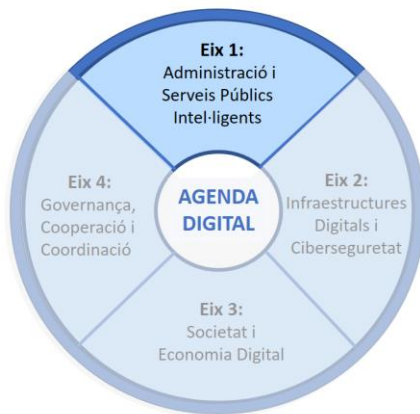 Eix 1:
Administració i
Serveis Públics
Intel·ligents
Eix 4:
Governança,
Cooperació i
Coordinació
AGENDA
DIGITAL
Eix 2:
Infraestructures
Digitals i
Ciberseguretat
Eix 3:
Societat i
Economia Digital